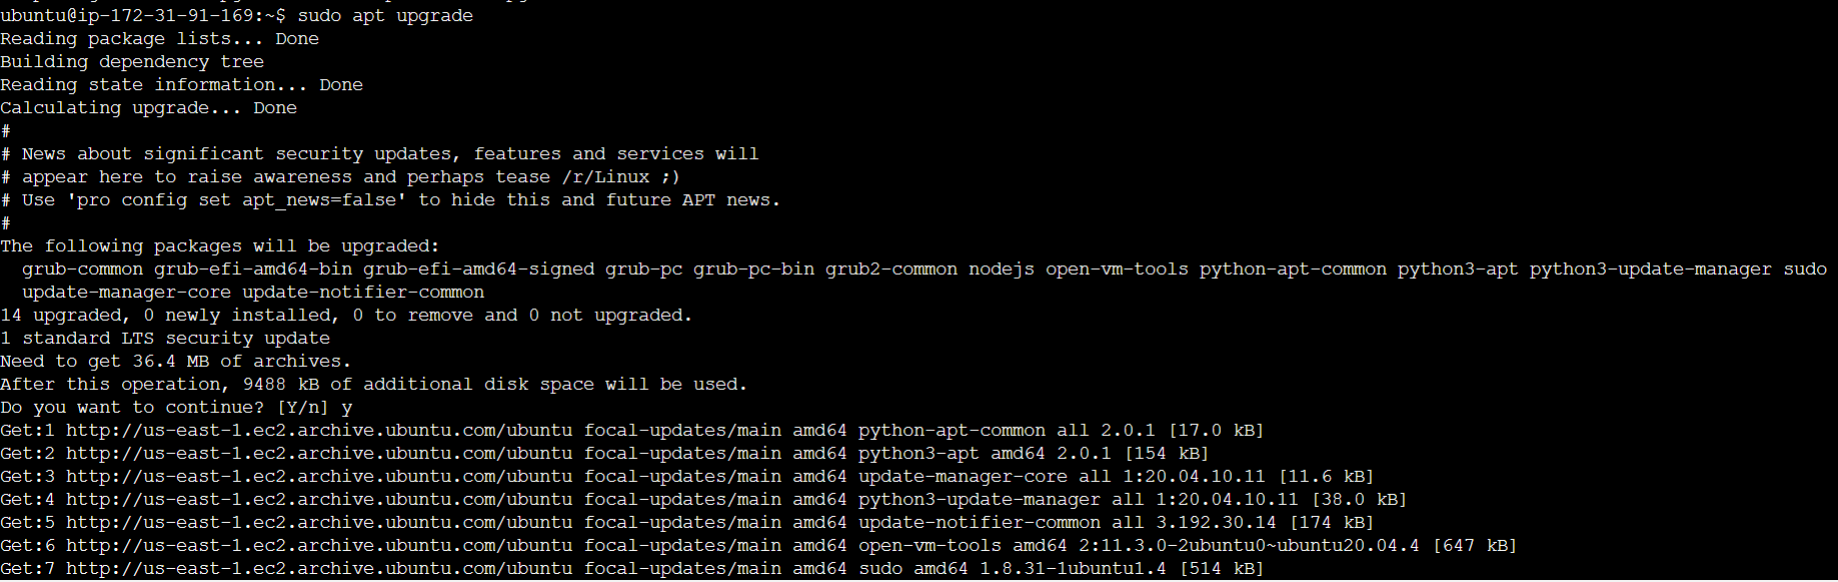 ubuntu@ip-172-31-91-169:~$ sudo apt upgrade
Reading package lists... Done
Building dependency tree
Reading state information... Done
Calculating upgrade... Done
#
# News about significant security updates, features and services will
# appear here to raise awareness and perhaps tease /r/Linux ;)
# Use 'pro config set apt_news=false' to hide this and future APT news.
#
The following packages will be upgraded:
  grub-common grub-efi-amd64-bin grub-efi-amd64-signed grub-pc grub-pc-bin grub2-common nodejs open-vm-tools python-apt-common python3-apt python3-update-manager sudo
  update-manager-core update-notifier-common
14 upgraded, 0 newly installed, 0 to remove and 0 not upgraded.
1 standard LTS security update
Need to get 36.4 MB of archives.
After this operation, 9488 kB of additional disk space will be used.
Do you want to continue? [Y/n] y
Get:1 http://us-east-1.ec2.archive.ubuntu.com/ubuntu focal-updates/main amd64 python-apt-common all 2.0.1 [17.0 kB]
Get:2 http://us-east-1.ec2.archive.ubuntu.com/ubuntu focal-updates/main amd64 python3-apt amd64 2.0.1 [154 kB]
Get:3 http://us-east-1.ec2.archive.ubuntu.com/ubuntu focal-updates/main amd64 update-manager-core all 1:20.04.10.11 [11.6 kB]
Get:4 http://us-east-1.ec2.archive.ubuntu.com/ubuntu focal-updates/main amd64 python3-update-manager all 1:20.04.10.11 [38.0 kB]
Get:5 http://us-east-1.ec2.archive.ubuntu.com/ubuntu focal-updates/main amd64 update-notifier-common all 3.192.30.14 [174 kB]
Get:6 http://us-east-1.ec2.archive.ubuntu.com/ubuntu focal-updates/main amd64 open-vm-tools amd64 2:11.3.0-2ubuntu0~ubuntu20.04.4 [647 kB]
Get:7 http://us-east-1.ec2.archive.ubuntu.com/ubuntu focal-updates/main amd64 sudo amd64 1.8.31-1ubuntu1.4 [514 kB]